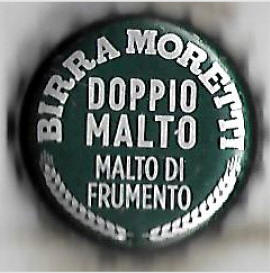 BIRRA MORETTI
DOPPIO
MALTO
MALTO DI
FRUMENTO